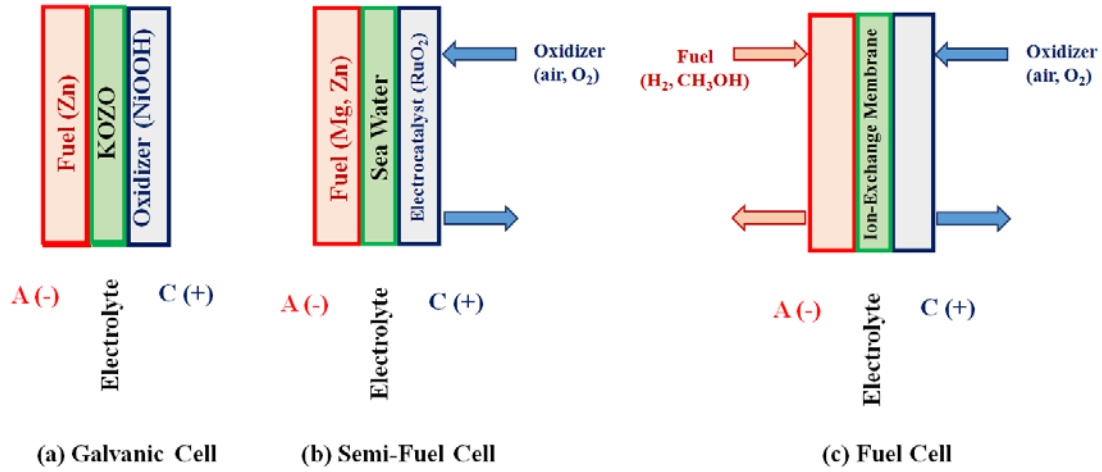 Fuel (Zn)
KOZO
Oxidizer (NiOOH)
A (-)
Electrolyte
C (+)
(a) Galvanic Cell
Fuel (Mg, Zn)
Sea Water
Electrocatalyst (RuO₂)
Oxidizer
(air, O₂)
A (-)
Electrolyte
C (+)
(b) Semi-Fuel Cell
Fuel
(H₂, CH₃OH)
Ion-Exchange Membrane
Oxidizer
(air, O₂)
A (-)
Electrolyte
C (+)
(c) Fuel Cell